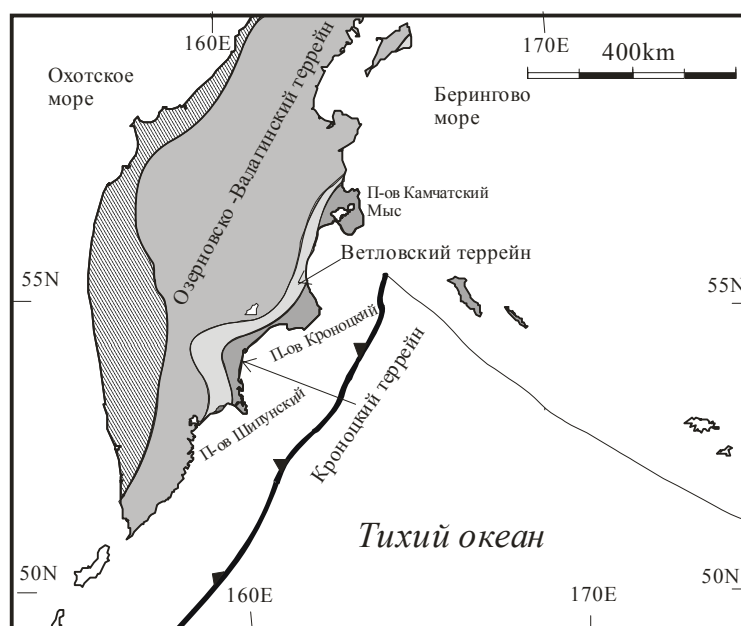 160E
170E
400km
Охотское
море
Берингово
море
Озерновско -Валагинский террейн
П-ов Камчатский
Мыс
Ветловский террейн
55N
55N
П-ов Кроноцкий
Кроноцкий террейн
П-ов Шипунский
Тихий океан
50N
50N
160E
170E